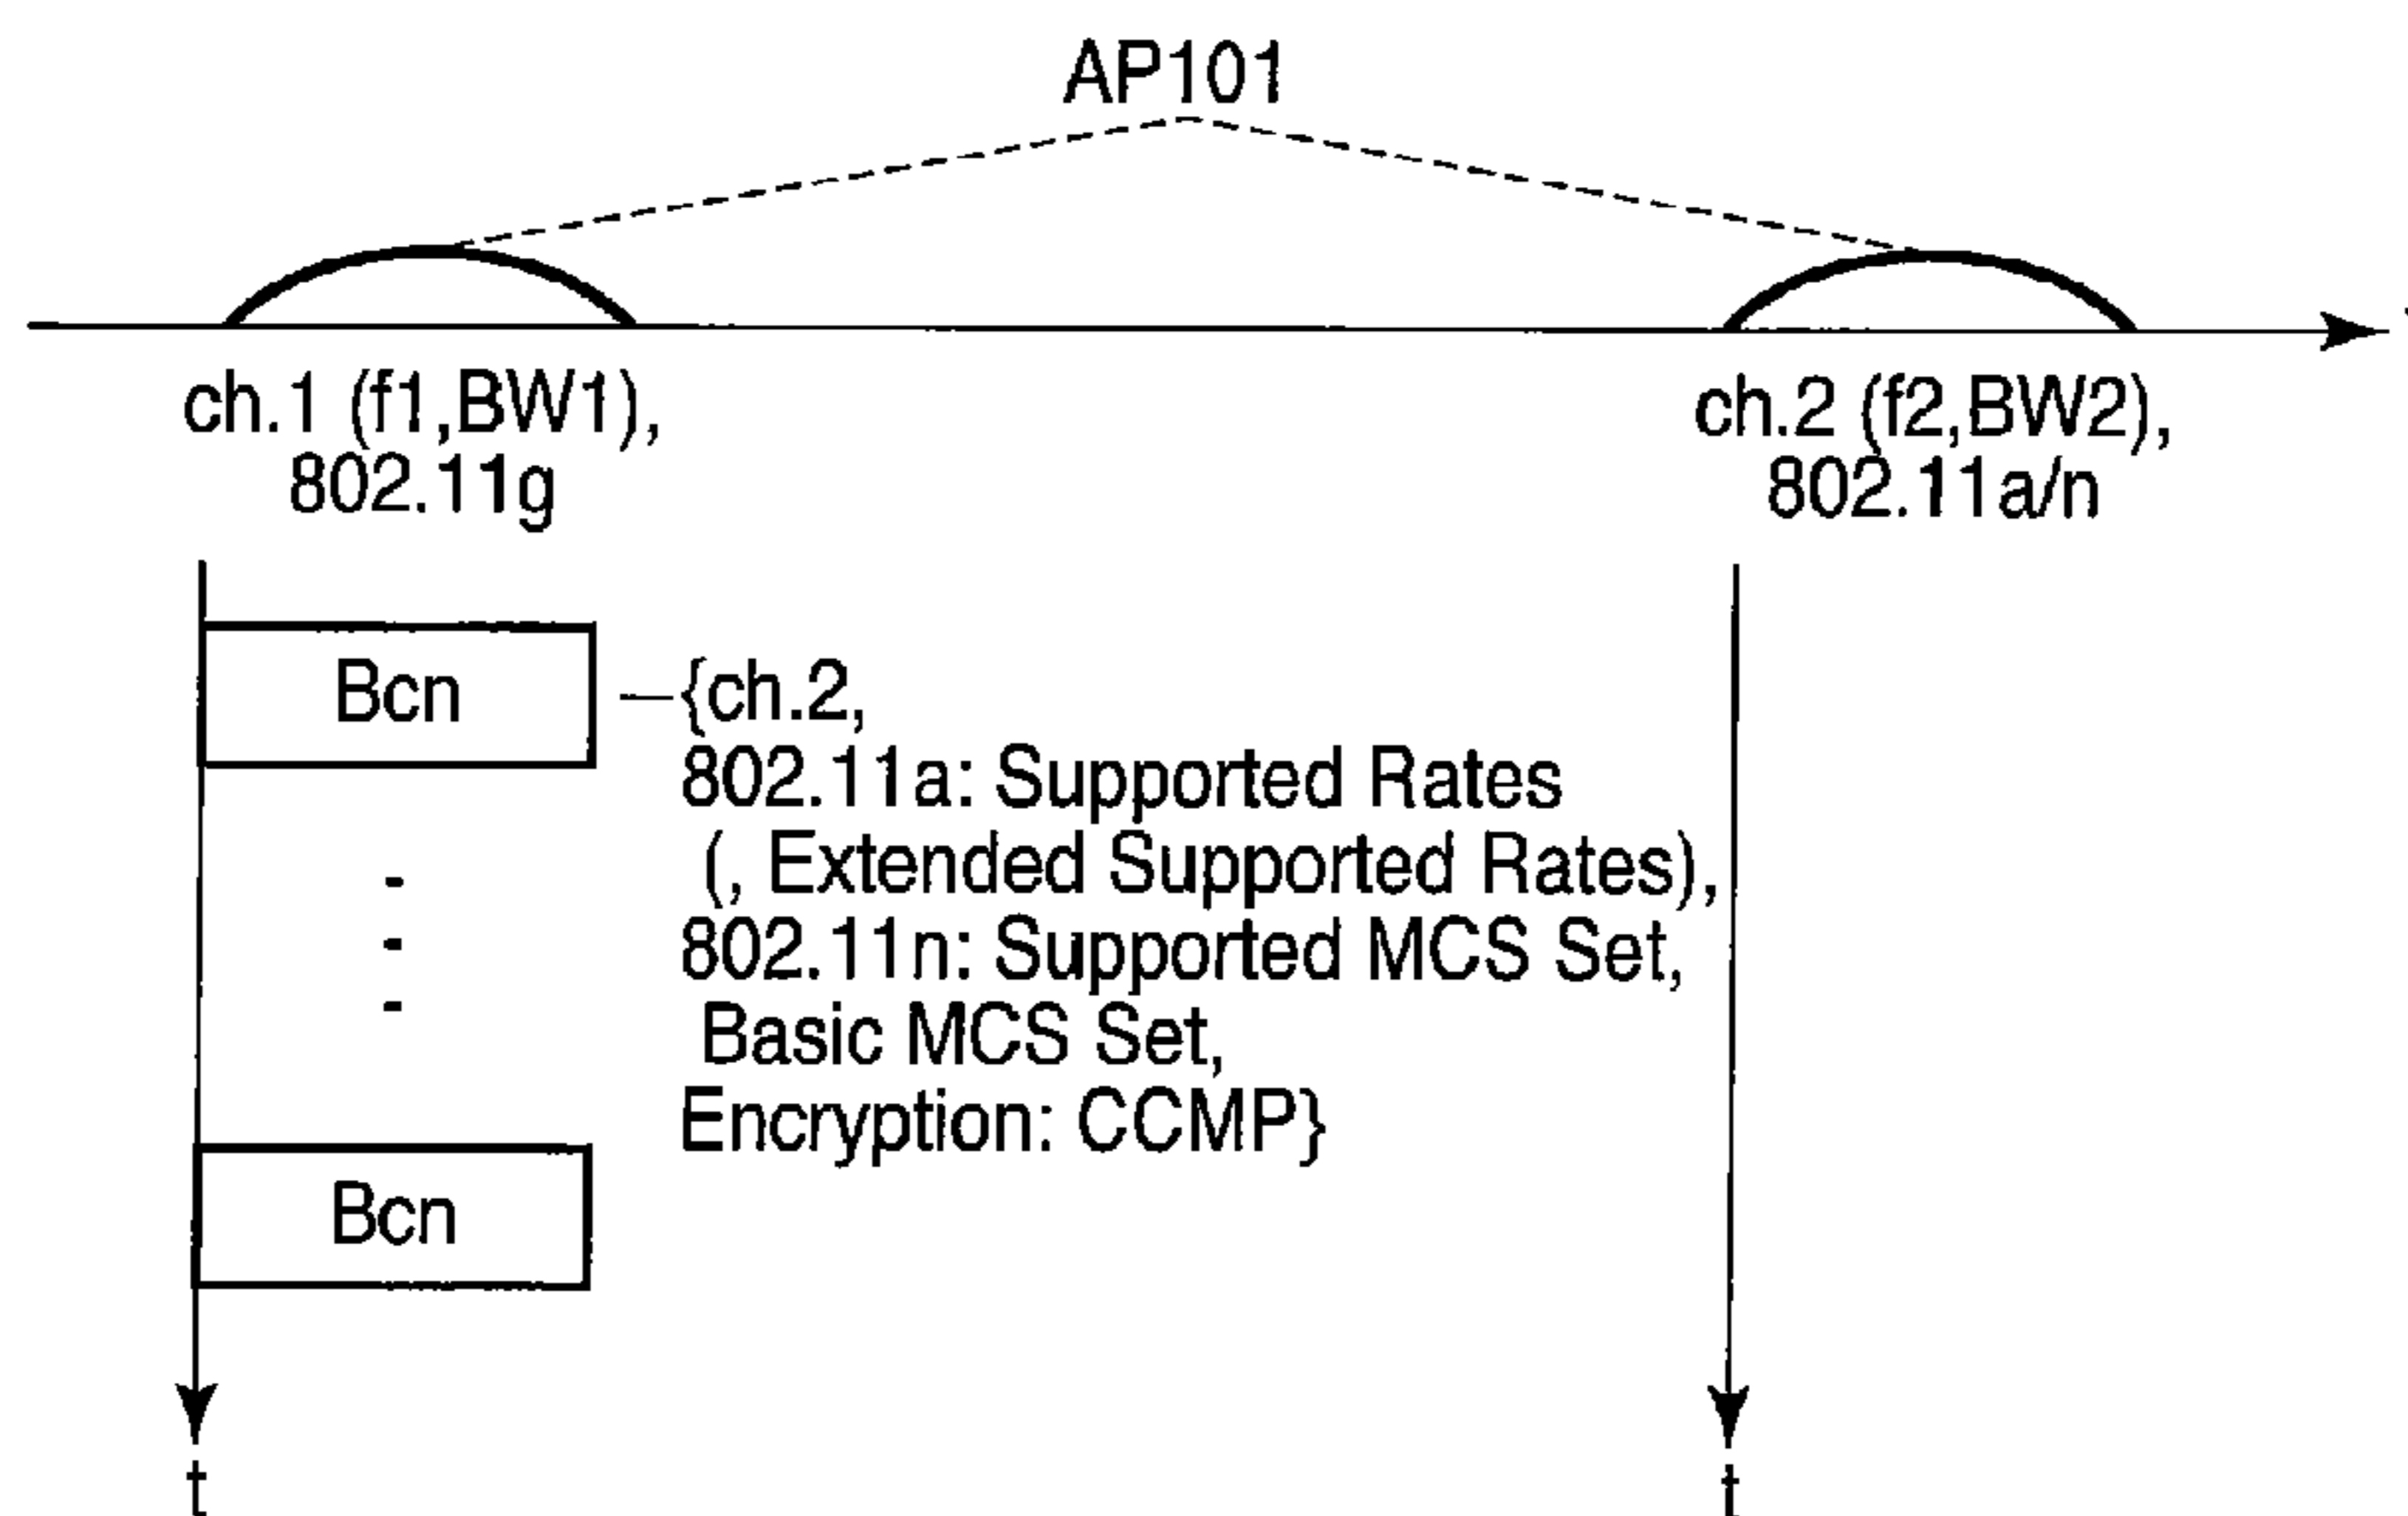 AP101
ch.1 (f1,BW1),
802.11g
ch.2 (f2,BW2),
802.11a/n
Bcn
{ch.2,
802.11a: Supported Rates
(, Extended Supported Rates),
802.11n: Supported MCS Set,
Basic MCS Set,
Encryption: CCMP}
Bcn
t
t